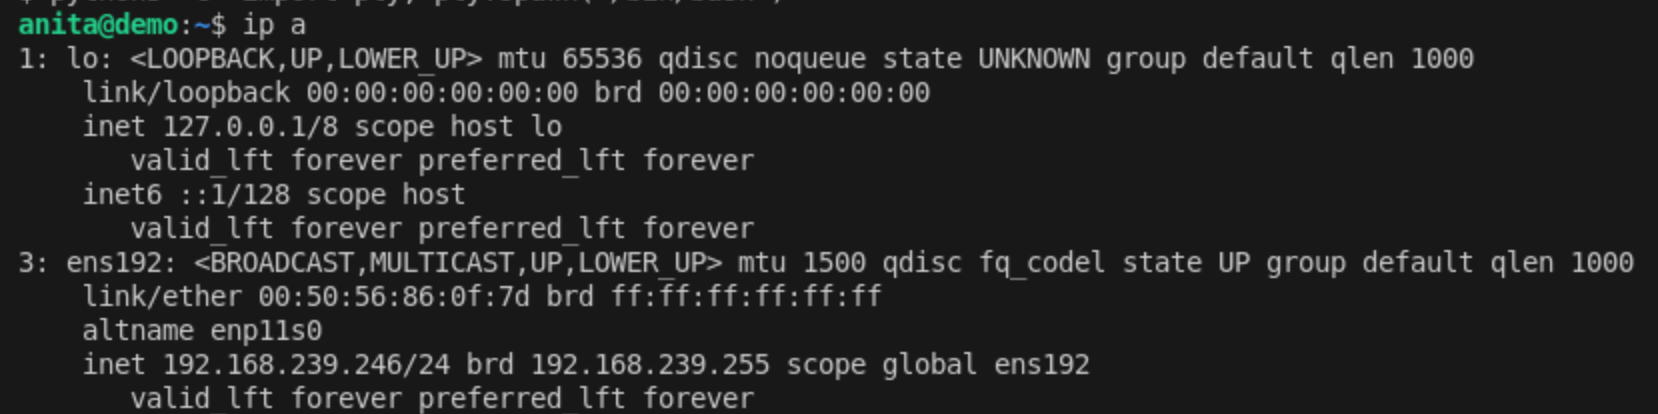 anita@demo:~$ ip a
1: lo: <LOOPBACK,UP,LOWER_UP> mtu 65536 qdisc noqueue state UNKNOWN group default qlen 1000
    link/loopback 00:00:00:00:00:00 brd 00:00:00:00:00:00
    inet 127.0.0.1/8 scope host lo
       valid_lft forever preferred_lft forever
    inet6 ::1/128 scope host
       valid_lft forever preferred_lft forever
3: ens192: <BROADCAST,MULTICAST,UP,LOWER_UP> mtu 1500 qdisc fq_codel state UP group default qlen 1000
    link/ether 00:50:56:86:0f:7d brd ff:ff:ff:ff:ff:ff
    altname enp11s0
    inet 192.168.239.246/24 brd 192.168.239.255 scope global ens192
       valid_lft forever preferred_lft forever